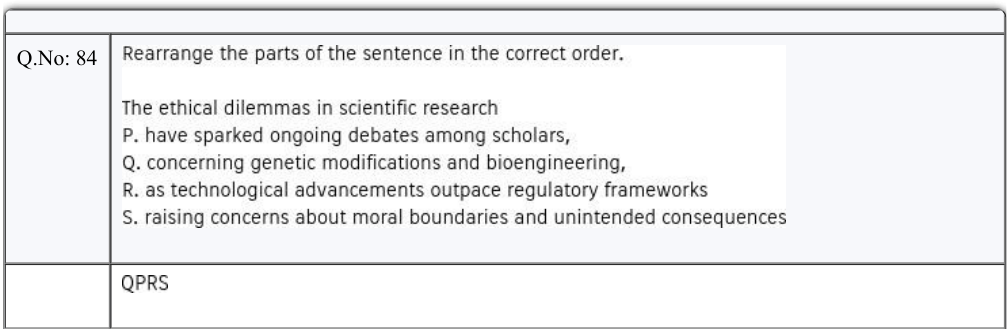 Q.No: 84
Rearrange the parts of the sentence in the correct order.
The ethical dilemmas in scientific research
P. have sparked ongoing debates among scholars,
Q. concerning genetic modifications and bioengineering,
R. as technological advancements outpace regulatory frameworks
S. raising concerns about moral boundaries and unintended consequences
QPRS